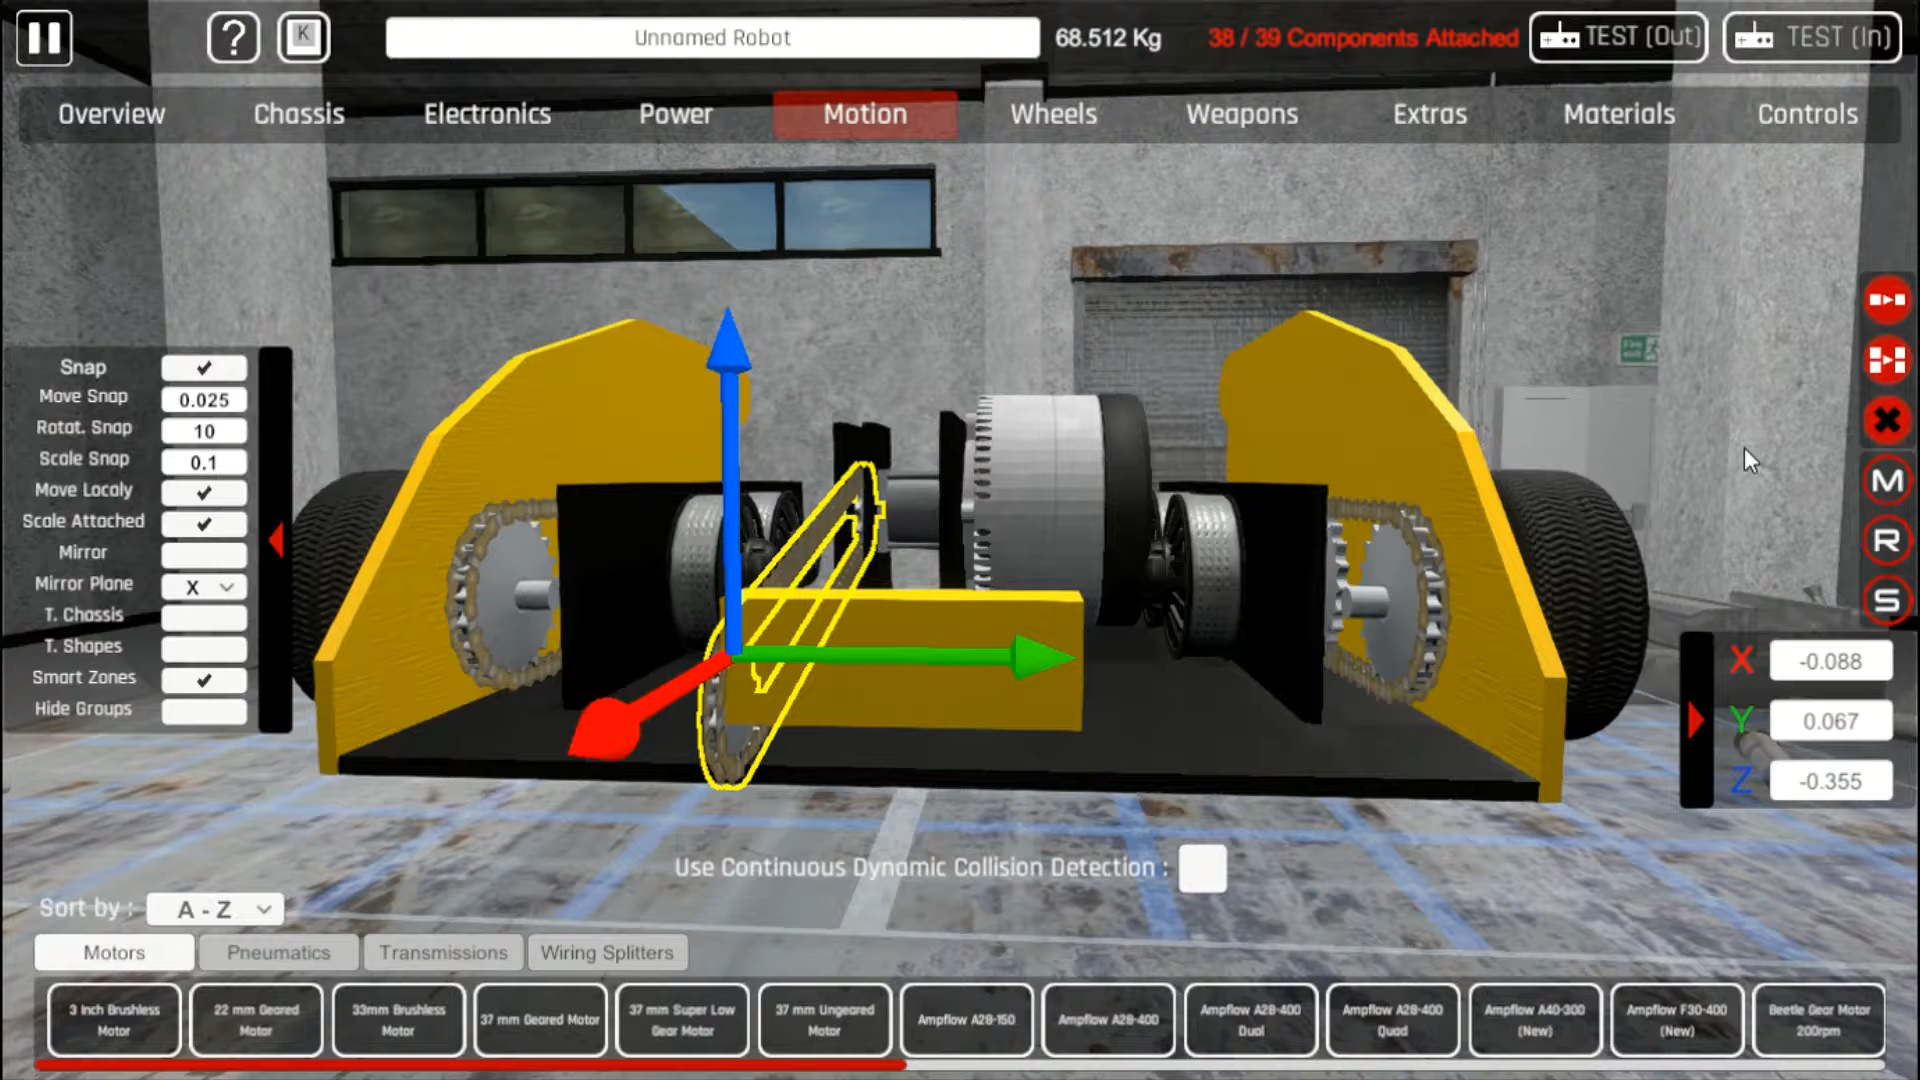 ?
K
Unnamed Robot
68.512 Kg
38 / 39 Components Attached
TEST (Out)
TEST (In)
Overview
Chassis
Electronics
Power
Motion
Wheels
Weapons
Extras
Materials
Controls
Snap
Move Snap 0.025
Rotat. Snap 10
Scale Snap 0.1
Move Localy
Scale Attached
Mirror
Mirror Plane X
T. Chassis
T. Shapes
Smart Zones
Hide Groups
M
R
S
X -0.088
Y 0.067
Z -0.355
Use Continuous Dynamic Collision Detection :
Sort by : A - Z
Motors
Pneumatics
Transmissions
Wiring Splitters
3 Inch Brushless
Motor
22 mm Geared
Motor
33mm Brushless
Motor
37 mm Geared Motor
37 mm Super Low
Gear Motor
37 mm Ungeared
Motor
Ampflow A28-150
Ampflow A28-400
Ampflow A28-400
Dual
Ampflow A28-400
Quad
Ampflow A40-300
(New)
Ampflow F30-400
(New)
Beetle Gear Motor
200rpm